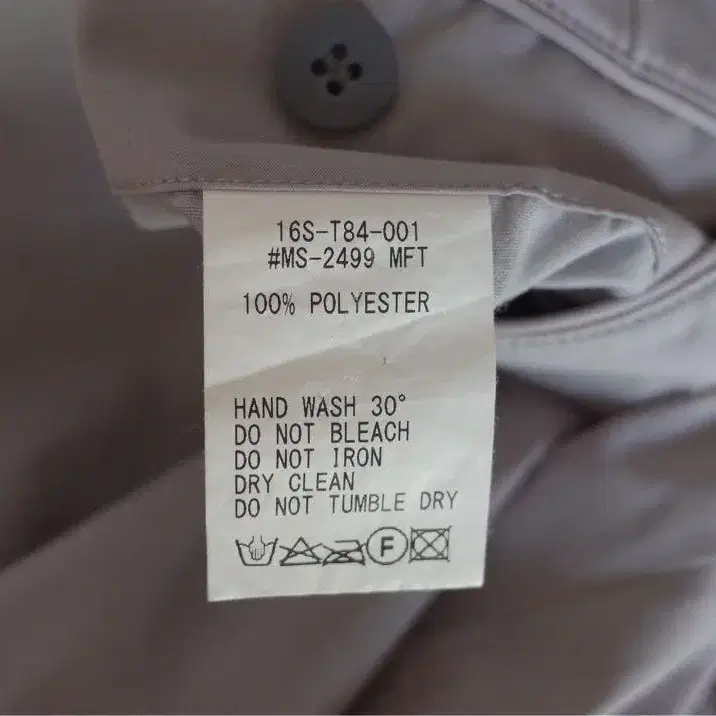 16S-T84-001
#MS-2499 MFT
100% POLYESTER
HAND WASH 30°
DO NOT BLEACH
DO NOT IRON
DRY CLEAN
DO NOT TUMBLE DRY
F